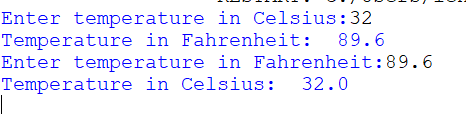 Enter temperature in Celsius:32
Temperature in Fahrenheit:  89.6
Enter temperature in Fahrenheit:89.6
Temperature in Celsius:  32.0